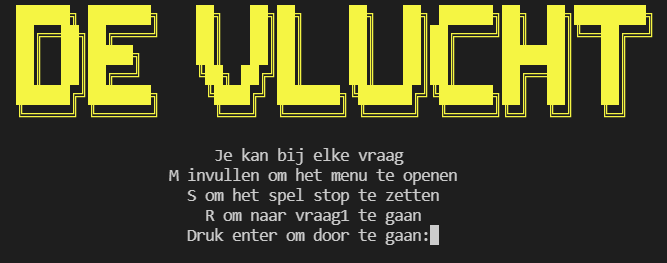 DE VLUCHT
Je kan bij elke vraag
M invullen om het menu te openen
S om het spel stop te zetten
R om naar vraag1 te gaan
Druk enter om door te gaan: